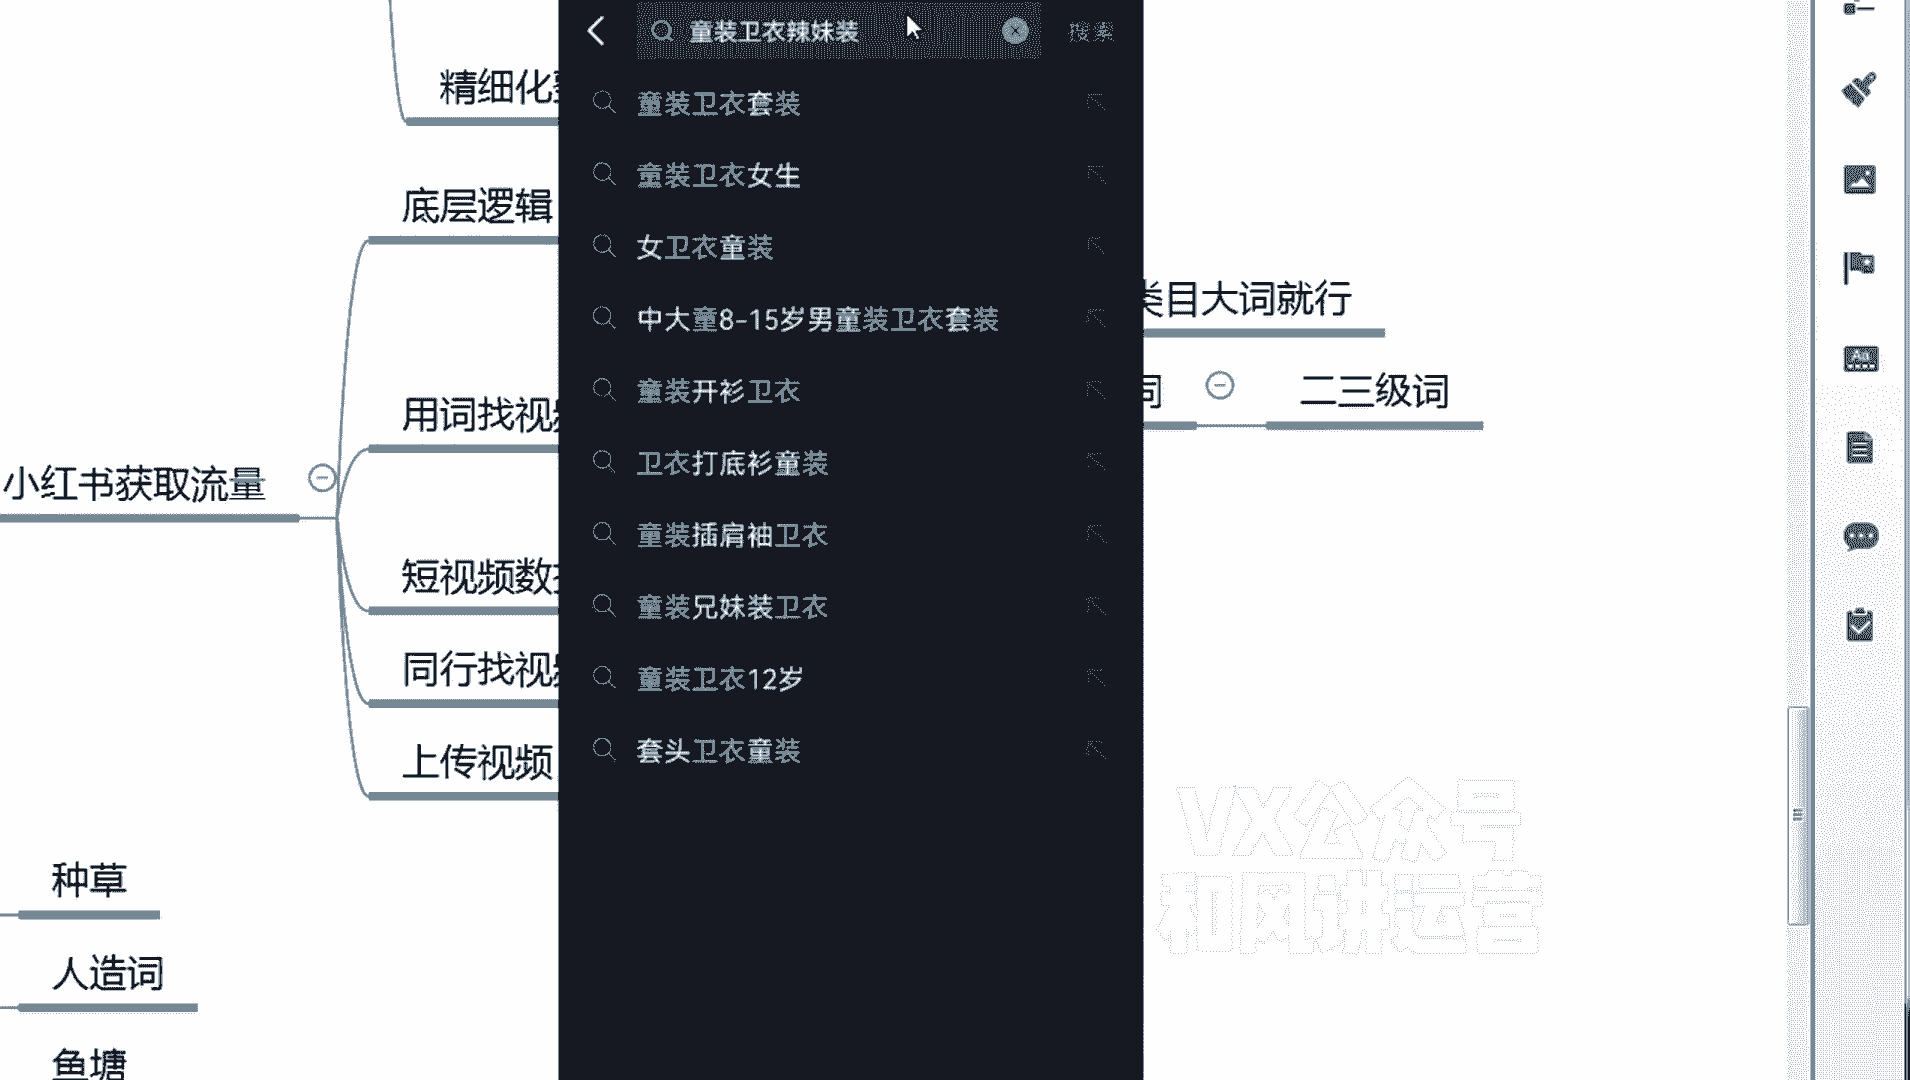 精细化
底层逻辑
用词找视
小红书获取流量
短视频数
同行找视
上传视频
种草
人造词
鱼塘
童装卫衣辣妹装
搜索
童装卫衣套装
童装卫衣女生
女卫衣童装
中大童8-15岁男童装卫衣套装
童装开衫卫衣
卫衣打底衫童装
童装插肩袖卫衣
童装兄妹装卫衣
童装卫衣12岁
套头卫衣童装
类目大词就行
词
二三级词
VX公众号
和风讲运营
Aa